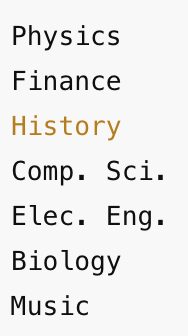 Physics
Finance
History
Comp. Sci.
Elec. Eng.
Biology
Music